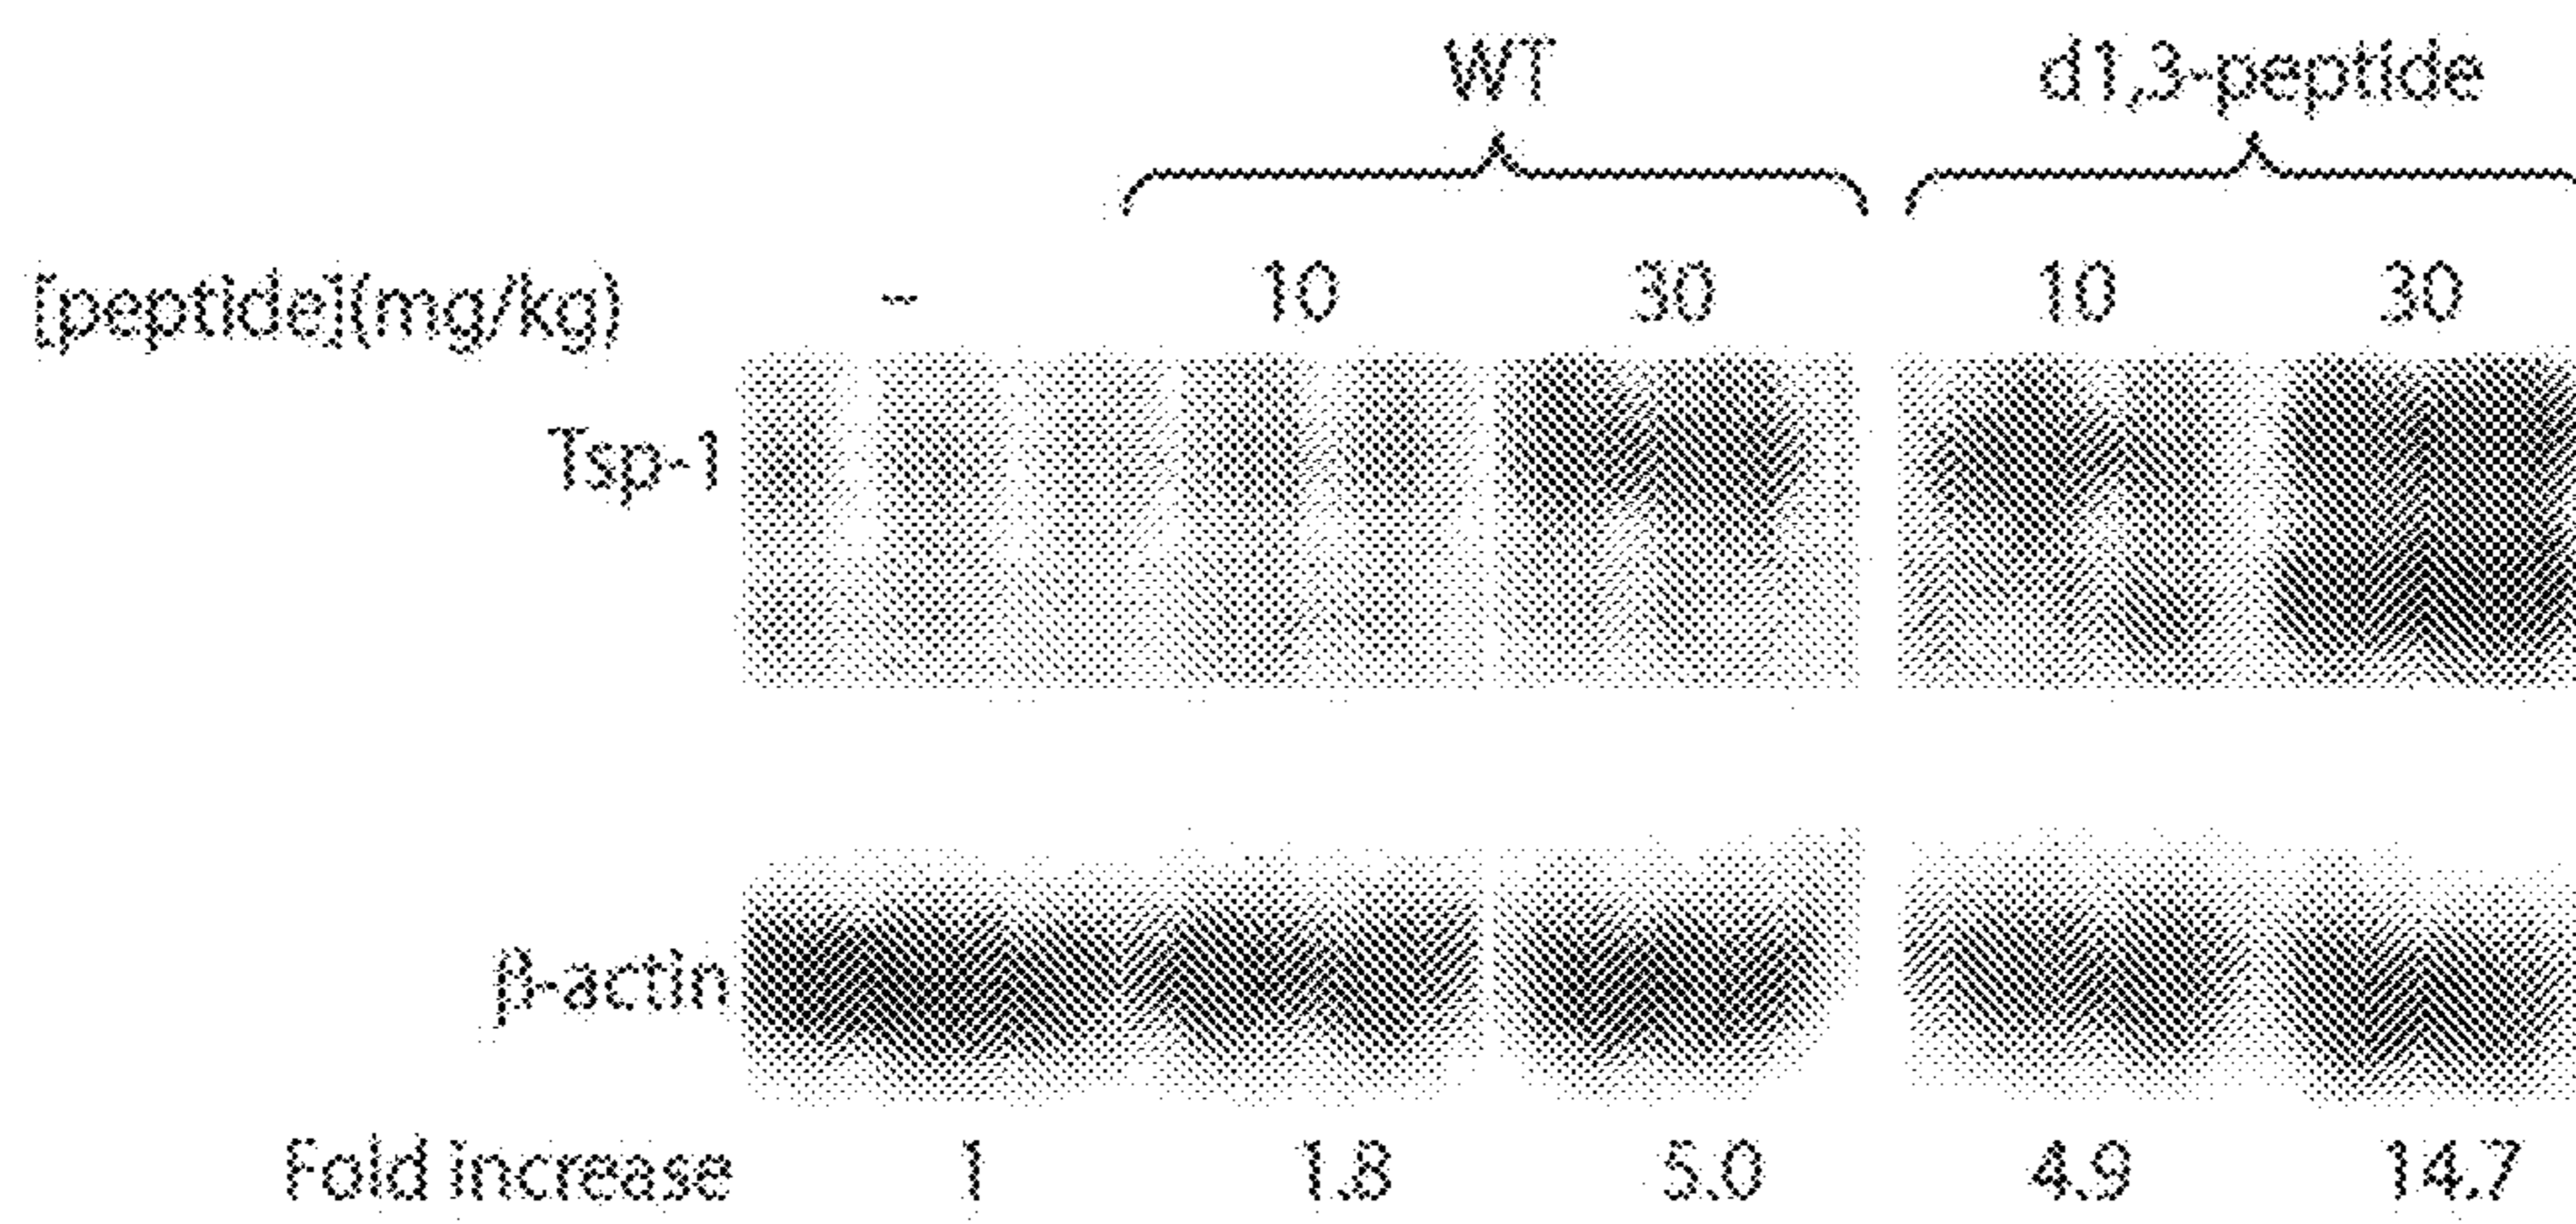 WT d1,3-peptide
[peptide](mg/kg) - 10 30 10 30
Tsp-1
β-actin
Fold increase 1 1.8 5.0 4.9 14.7